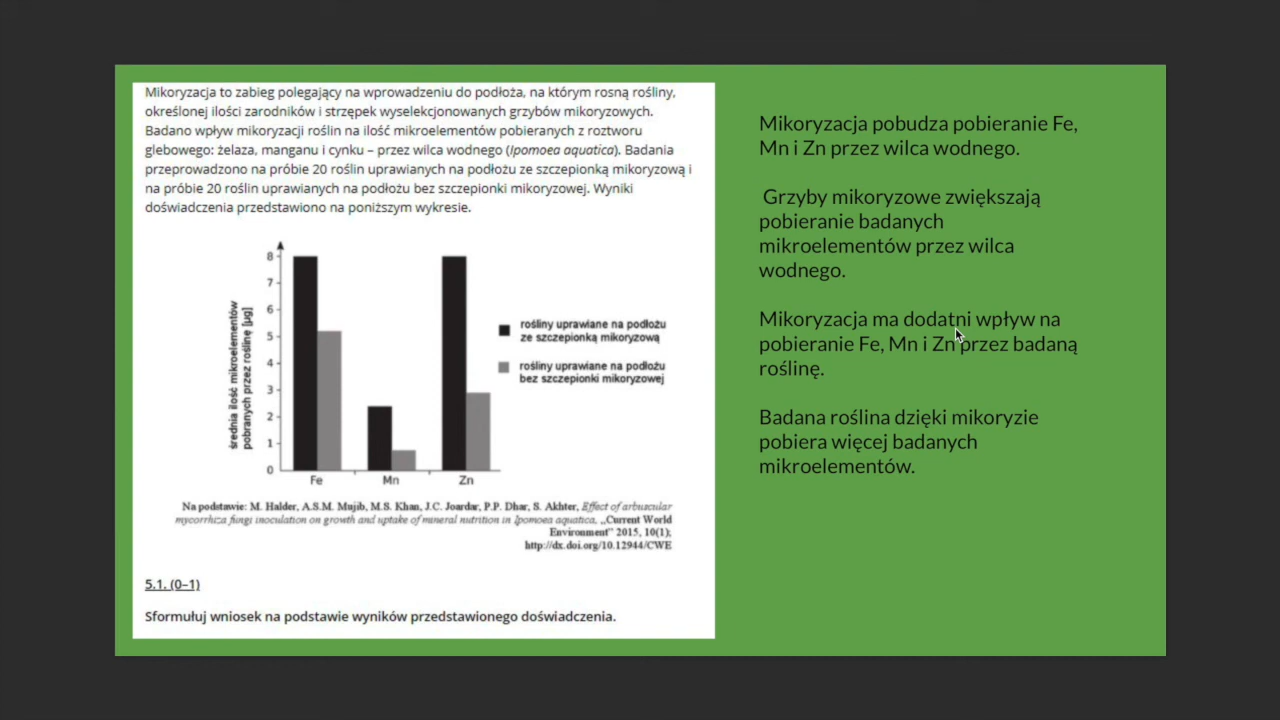 Mikoryzacja to zabieg polegający na wprowadzeniu do podłoża, na którym rosną rośliny,
określonej ilości zarodników i strzępek wyselekcjonowanych grzybów mikoryzowych.
Badano wpływ mikoryzacji roślin na ilość mikroelementów pobieranych z roztworu
glebowego: żelaza, manganu i cynku – przez wilca wodnego (Ipomoea aquatica). Badania
przeprowadzono na próbie 20 roślin uprawianych na podłożu ze szczepionką mikoryzową i
na próbie 20 roślin uprawianych na podłożu bez szczepionki mikoryzowej. Wyniki
doświadczenia przedstawiono na poniższym wykresie.
średnia ilość mikroelementów
pobranych przez roślinę [µg]
8
7
6
5
4
3
2
1
0
Fe
Mn
Zn
rośliny uprawiane na podłożu
ze szczepionką mikoryzową
rośliny uprawiane na podłożu
bez szczepionki mikoryzowej
Na podstawie: M. Halder, A.S.M. Mujib, M.S. Khan, J.C. Joardar, P.P. Dhar, S. Akhter, Effect of arbuscular
mycorrhiza fungi inoculation on growth and uptake of mineral nutrition in Ipomoea aquatica, „Current World
Environment” 2015, 10(1);
http://dx.doi.org/10.12944/CWE
5.1. (0–1)
Sformułuj wniosek na podstawie wyników przedstawionego doświadczenia.
Mikoryzacja pobudza pobieranie Fe,
Mn i Zn przez wilca wodnego.
Grzyby mikoryzowe zwiększają
pobieranie badanych
mikroelementów przez wilca
wodnego.
Mikoryzacja ma dodatni wpływ na
pobieranie Fe, Mn i Zn przez badaną
roślinę.
Badana roślina dzięki mikoryzie
pobiera więcej badanych
mikroelementów.